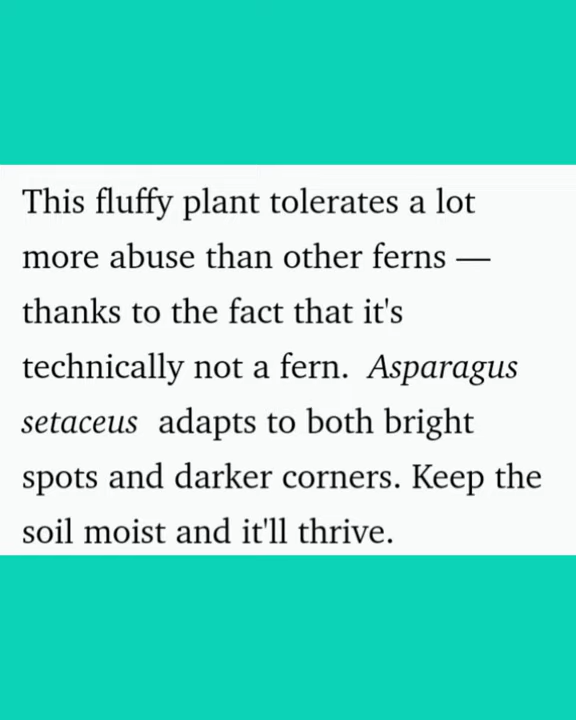 This fluffy plant tolerates a lot
more abuse than other ferns —
thanks to the fact that it's
technically not a fern. Asparagus
setaceus adapts to both bright
spots and darker corners. Keep the
soil moist and it'll thrive.